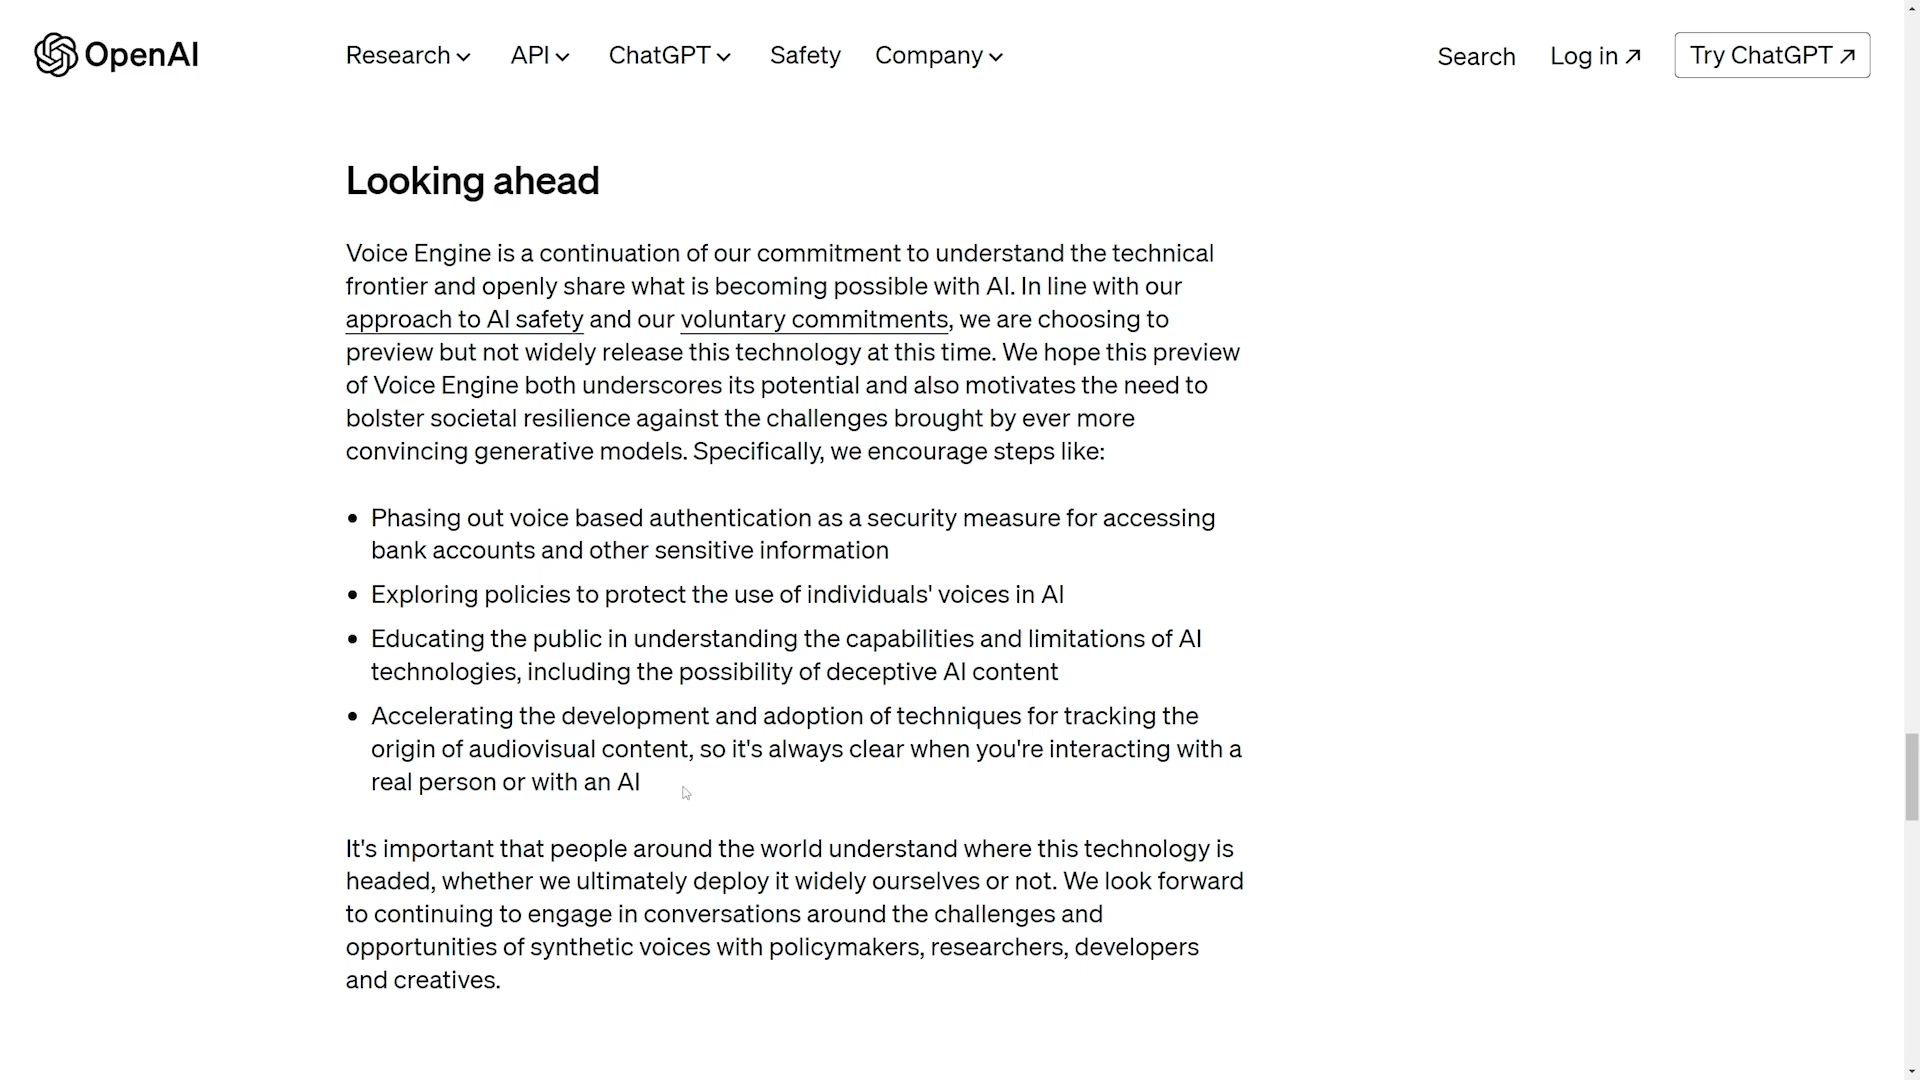 OpenAI
Research API ChatGPT Safety Company Search Log in ↗ Try ChatGPT ↗
Looking ahead
Voice Engine is a continuation of our commitment to understand the technical
frontier and openly share what is becoming possible with AI. In line with our
approach to AI safety and our voluntary commitments, we are choosing to
preview but not widely release this technology at this time. We hope this preview
of Voice Engine both underscores its potential and also motivates the need to
bolster societal resilience against the challenges brought by ever more
convincing generative models. Specifically, we encourage steps like:
• Phasing out voice based authentication as a security measure for accessing
bank accounts and other sensitive information
• Exploring policies to protect the use of individuals' voices in AI
• Educating the public in understanding the capabilities and limitations of AI
technologies, including the possibility of deceptive AI content
• Accelerating the development and adoption of techniques for tracking the
origin of audiovisual content, so it's always clear when you're interacting with a
real person or with an AI
It's important that people around the world understand where this technology is
headed, whether we ultimately deploy it widely ourselves or not. We look forward
to continuing to engage in conversations around the challenges and
opportunities of synthetic voices with policymakers, researchers, developers
and creatives.